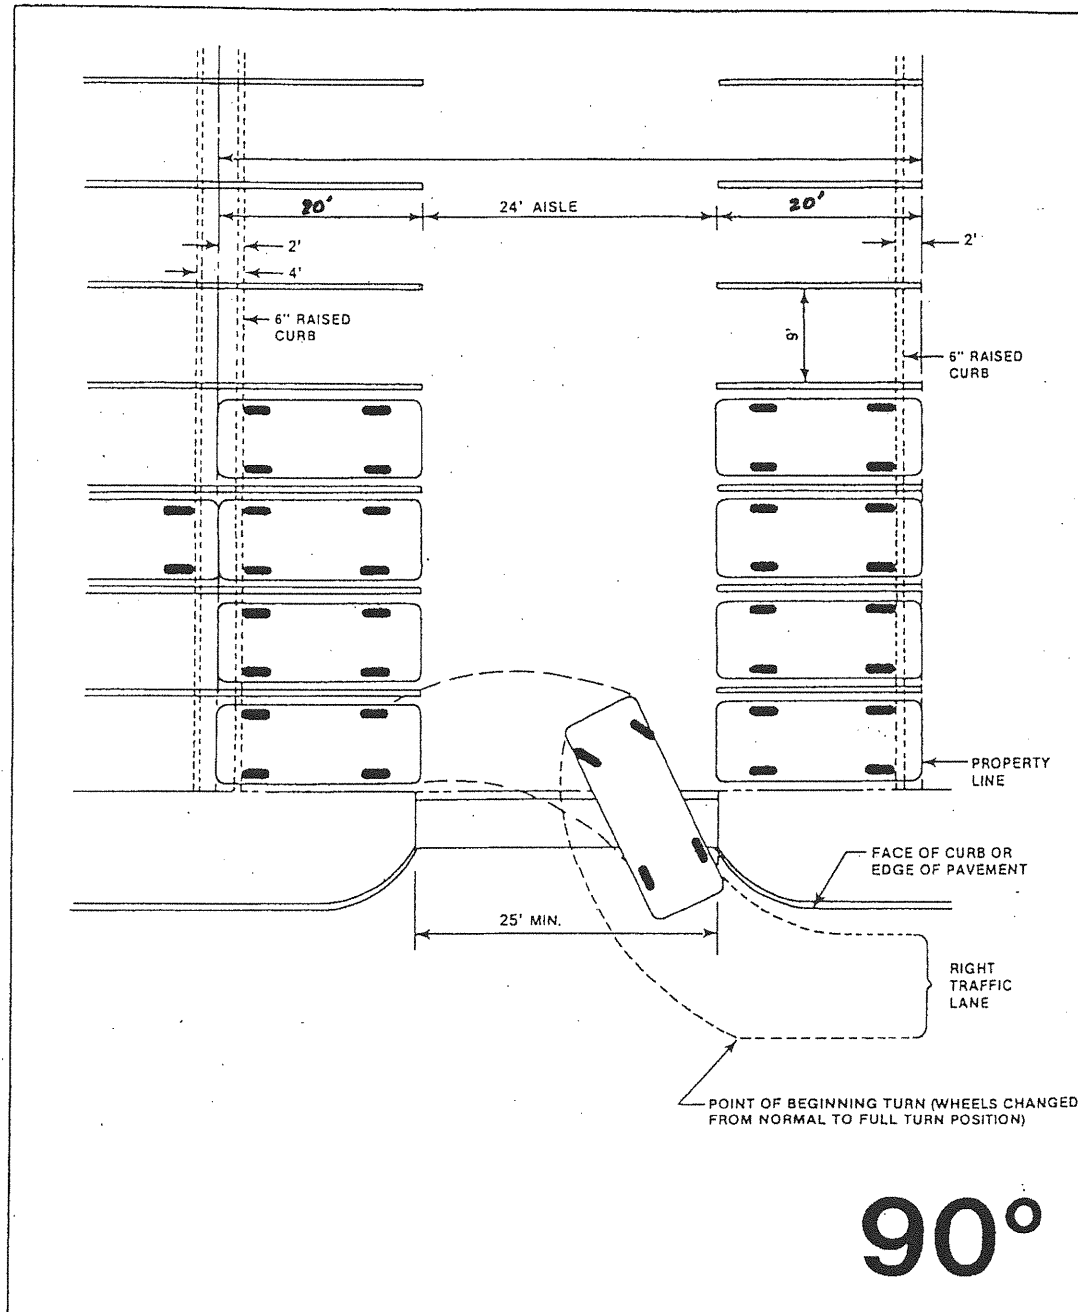 20'
24' AISLE
20'
2'
2'
4'
6" RAISED
CURB
9'
6" RAISED
CURB
PROPERTY
LINE
FACE OF CURB OR
EDGE OF PAVEMENT
25' MIN.
RIGHT
TRAFFIC
LANE
POINT OF BEGINNING TURN (WHEELS CHANGED
FROM NORMAL TO FULL TURN POSITION)
90°